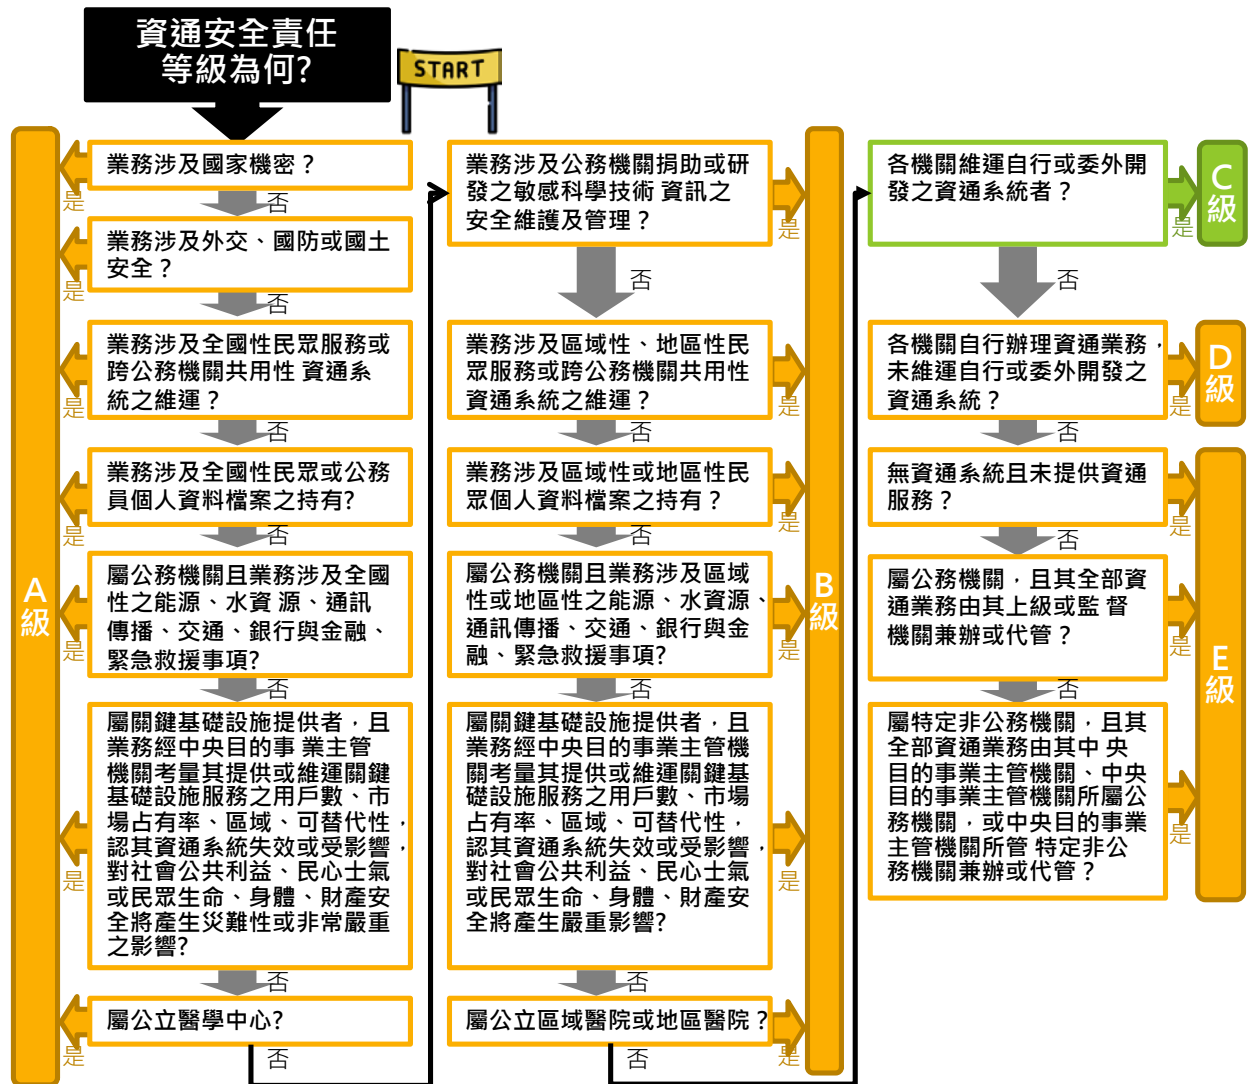 資通安全責任
等級為何?
START
業務涉及國家機密？
是
否
業務涉及外交、國防或國土
安全？
是
否
業務涉及全國性民眾服務或
跨公務機關共用性 資通系
統之維運？
是
否
業務涉及全國性民眾或公務
員個人資料檔案之持有?
是
否
屬公務機關且業務涉及全國
性之能源、水資 源、通訊
傳播、交通、銀行與金融、
緊急救援事項?
是
否
屬關鍵基礎設施提供者，且
業務經中央目的事 業主管
機關考量其提供或維運關鍵
基礎設施服務之用戶數、市
場占有率、區域、可替代性，
認其資通系統失效或受影響，
對社會公共利益、民心士氣
或民眾生命、身體、財產安
全將產生災難性或非常嚴重
之影響?
是
否
屬公立醫學中心?
是
否
A
級
業務涉及公務機關捐助或研
發之敏感科學技術 資訊之
安全維護及管理？
是
否
業務涉及區域性、地區性民
眾服務或跨公務機關共用性
資通系統之維運？
是
否
業務涉及區域性或地區性民
眾個人資料檔案之持有？
是
否
屬公務機關且業務涉及區域
性或地區性之能源、水資源、
通訊傳播、交通、銀行與金
融、緊急救援事項?
是
否
屬關鍵基礎設施提供者，且
業務經中央目的事業主管機
關考量其提供或維運關鍵基
礎設施服務之用戶數、市場
占有率、區域、可替代性，
認其資通系統失效或受影響，
對社會公共利益、民心士氣
或民眾生命、身體、財產安
全將產生嚴重影響?
是
否
屬公立區域醫院或地區醫院？
是
否
B
級
各機關維運自行或委外開
發之資通系統者？
是
否
C
級
各機關自行辦理資通業務，
未維運自行或委外開發之
資通系統？
是
否
D
級
無資通系統且未提供資通
服務？
是
否
屬公務機關，且其全部資
通業務由其上級或監 督
機關兼辦或代管？
是
否
屬特定非公務機關，且其
全部資通業務由其中 央
目的事業主管機關、中央
目的事業主管機關所屬公
務機關，或中央目的事業
主管機關所管 特定非公
務機關兼辦或代管？
是
E
級